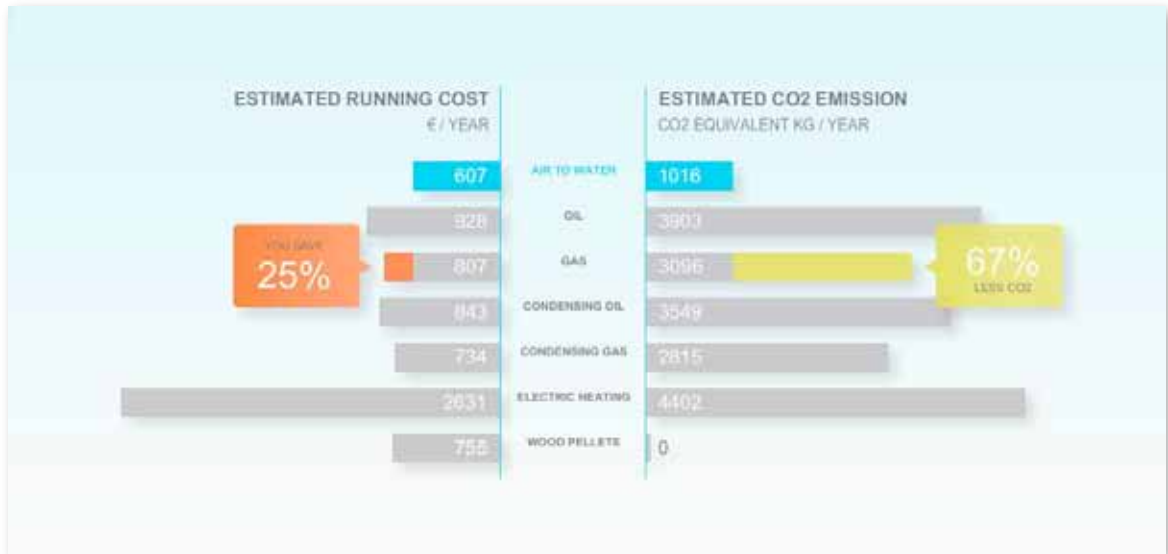 ESTIMATED RUNNING COST
€ / YEAR
ESTIMATED CO2 EMISSION
CO2 EQUIVALENT KG / YEAR
607 AIR TO WATER 1016
928 OIL 3903
YOU SAVE
25%
807 GAS 3096
67%
LESS CO2
843 CONDENSING OIL 3549
734 CONDENSING GAS 2815
2631 ELECTRIC HEATING 4402
755 WOOD PELLETS 0